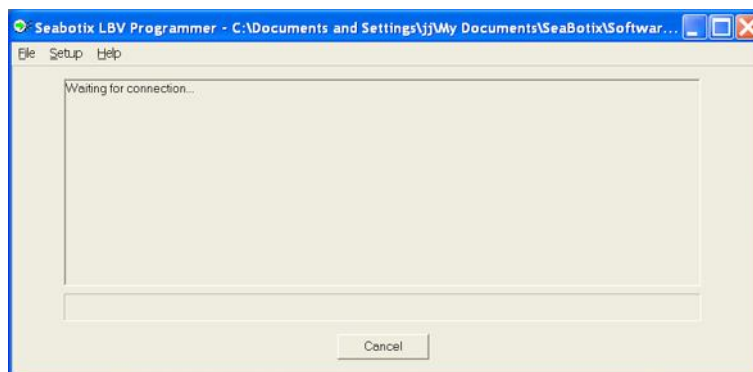 Seabotix LBV Programmer - C:\Documents and Settings\jj\My Documents\SeaBotix\Softwar...
File Setup Help
Waiting for connection...
Cancel